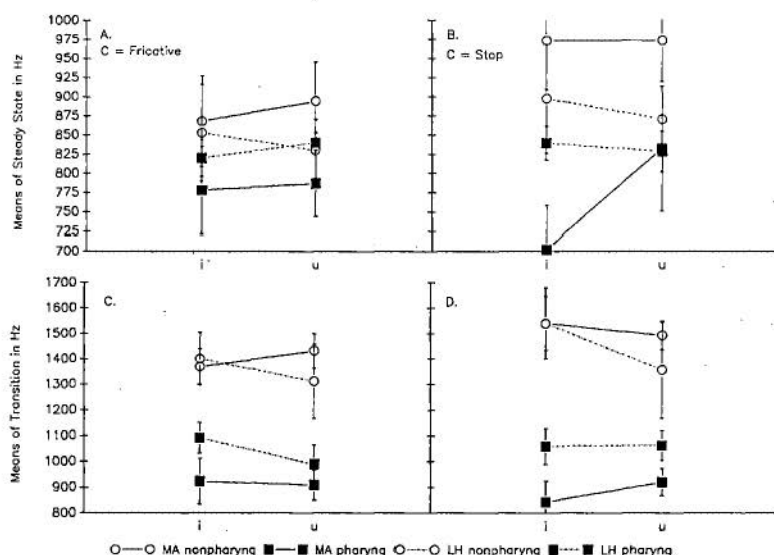 A.
C = Fricative
B.
C = Stop
Means of Steady State in Hz
1000
975
950
925
900
875
850
825
800
775
750
725
700
i
u
i
u
C.
D.
Means of Transition in Hz
1700
1600
1500
1400
1300
1200
1100
1000
900
800
i
u
i
u
MA nonpharyng
MA pharyng
LH nonpharyng
LH pharyng